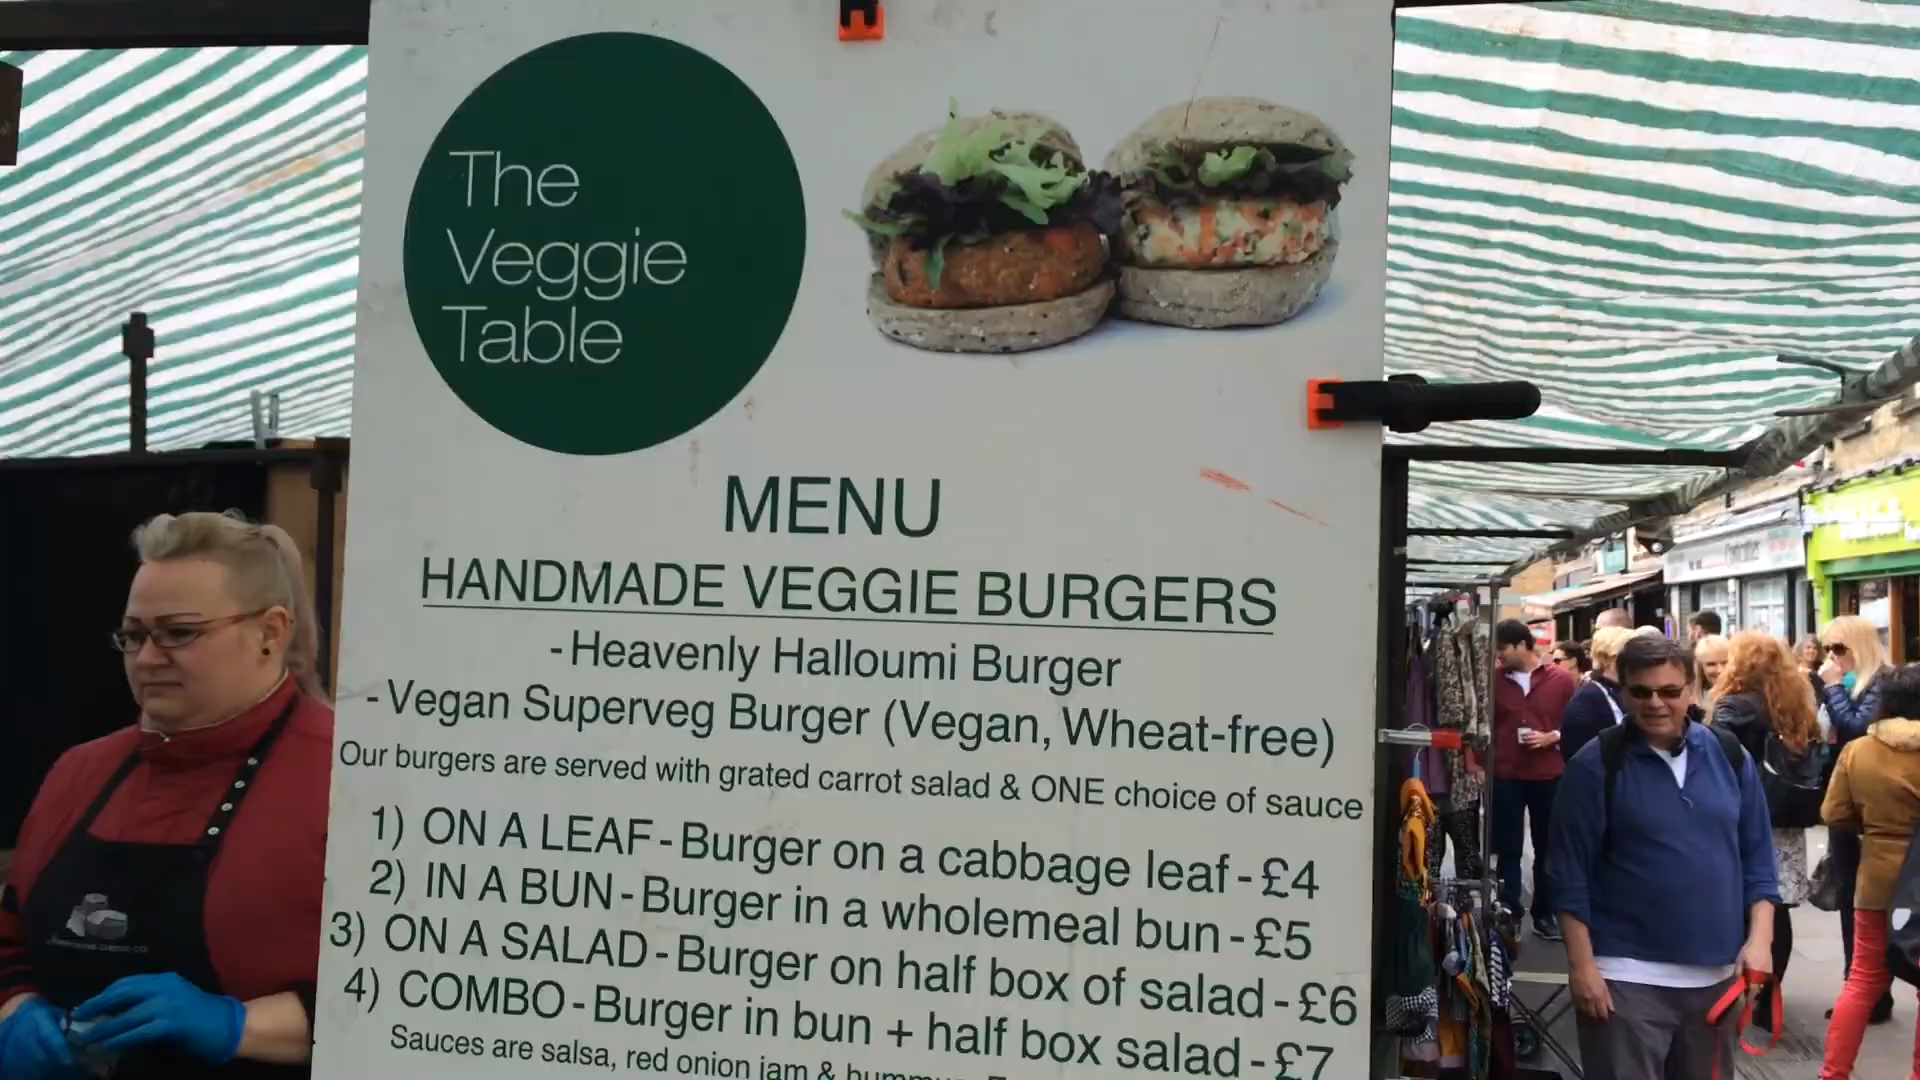 The
Veggie
Table
MENU
HANDMADE VEGGIE BURGERS
-Heavenly Halloumi Burger
-Vegan Superveg Burger (Vegan, Wheat-free)
Our burgers are served with grated carrot salad & ONE choice of sauce
1) ON A LEAF-Burger on a cabbage leaf-£4
2) IN A BUN-Burger in a wholemeal bun-£5
3) ON A SALAD-Burger on half box of salad-£6
4) COMBO-Burger in bun + half box salad-£7
Sauces are salsa, red onion jam &